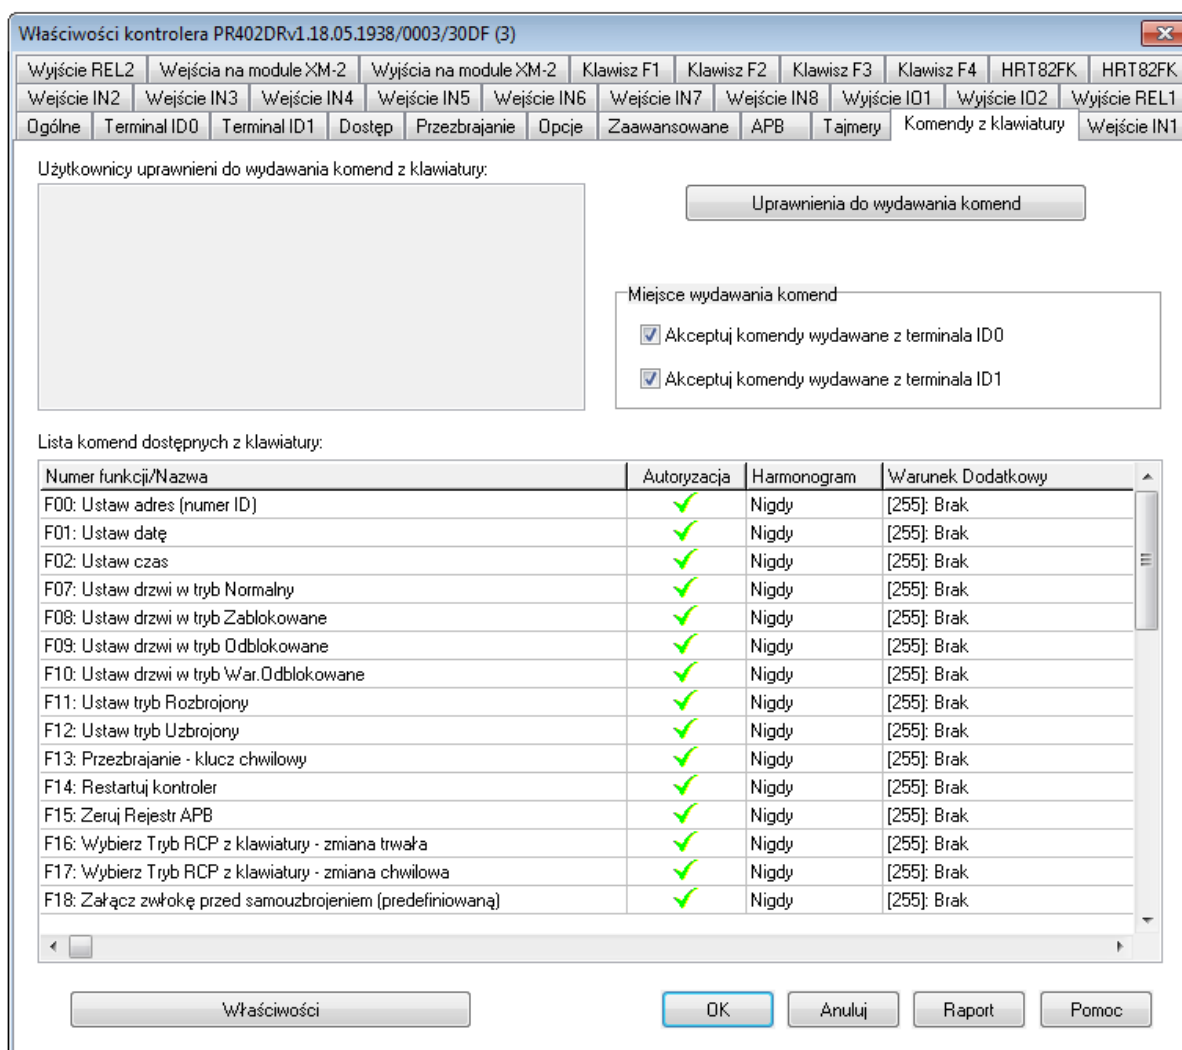 Właściwości kontrolera PR402DRv1.18.05.1938/0003/30DF (3)
Wyjście REL2 Wejścia na module XM-2 Wyjścia na module XM-2 Klawisz F1 Klawisz F2 Klawisz F3 Klawisz F4 HRT82FK HRT82FK
Wejście IN2 Wejście IN3 Wejście IN4 Wejście IN5 Wejście IN6 Wejście IN7 Wejście IN8 Wyjście IO1 Wyjście IO2 Wyjście REL1
Ogólne Terminal ID0 Terminal ID1 Dostęp Przezbrajanie Opcje Zaawansowane APB Tajmery Komendy z klawiatury Wejście IN1
Użytkownicy uprawnieni do wydawania komend z klawiatury:
Uprawnienia do wydawania komend
Miejsce wydawania komend
Akceptuj komendy wydawane z terminala ID0
Akceptuj komendy wydawane z terminala ID1
Lista komend dostępnych z klawiatury:
Numer funkcji/Nazwa Autoryzacja Harmonogram Warunek Dodatkowy
F00: Ustaw adres (numer ID) Nigdy [255]: Brak
F01: Ustaw datę Nigdy [255]: Brak
F02: Ustaw czas Nigdy [255]: Brak
F07: Ustaw drzwi w tryb Normalny Nigdy [255]: Brak
F08: Ustaw drzwi w tryb Zablokowane Nigdy [255]: Brak
F09: Ustaw drzwi w tryb Odblokowane Nigdy [255]: Brak
F10: Ustaw drzwi w tryb War.Odblokowane Nigdy [255]: Brak
F11: Ustaw tryb Rozbrojony Nigdy [255]: Brak
F12: Ustaw tryb Uzbrojony Nigdy [255]: Brak
F13: Przezbrajanie - klucz chwilowy Nigdy [255]: Brak
F14: Restartuj kontroler Nigdy [255]: Brak
F15: Zeruj Rejestr APB Nigdy [255]: Brak
F16: Wybierz Tryb RCP z klawiatury - zmiana trwała Nigdy [255]: Brak
F17: Wybierz Tryb RCP z klawiatury - zmiana chwilowa Nigdy [255]: Brak
F18: Załącz zwłokę przed samouzbrojeniem (predefiniowaną) Nigdy [255]: Brak
Właściwości OK Anuluj Raport Pomoc